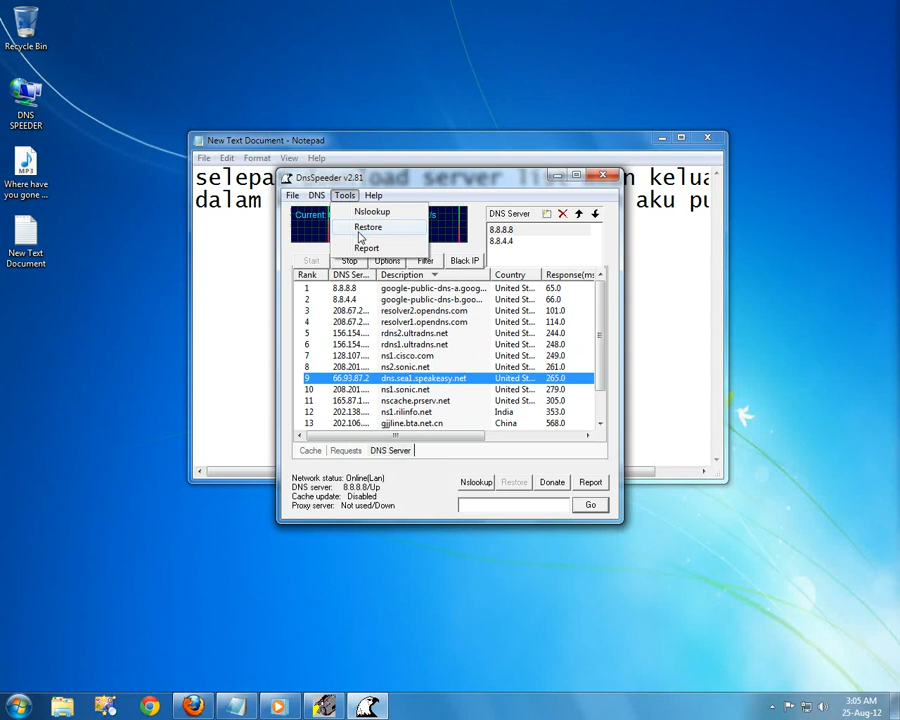 Recycle Bin
DNS
SPEEDER
Where have
you gone ...
New Text
Document
New Text Document - Notepad
File Edit Format View Help
selepa load server list kelua
dalam aku pu
DnsSpeeder v2.81
File DNS Tools Help
Nslookup
Restore
Report
Current: /s
DNS Server
8.8.8.8
8.8.4.4
Start Stop Options Filter Black IP
Rank DNS Ser... Description Country Response(ms
1 8.8.8.8 google-public-dns-a.goog... United St... 65.0
2 8.8.4.4 google-public-dns-b.goo... United St... 66.0
3 208.67.2... resolver2.opendns.com United St... 101.0
4 208.67.2... resolver1.opendns.com United St... 114.0
5 156.154.... rdns2.ultradns.net United St... 244.0
6 156.154.... rdns1.ultradns.net United St... 248.0
7 128.107.... ns1.cisco.com United St... 249.0
8 208.201.... ns2.sonic.net United St... 261.0
9 66.93.87.2 dns.sea1.speakeasy.net United St... 265.0
10 208.201.... ns1.sonic.net United St... 279.0
11 165.87.1... nscache.prserv.net United St... 305.0
12 202.138.... ns1.rilinfo.net India 353.0
13 202.106.... gjjline.bta.net.cn China 568.0
Cache Requests DNS Server
Network status: Online(Lan)
DNS server: 8.8.8.8/Up
Cache update: Disabled
Proxy server: Not used/Down
Nslookup Restore Donate Report
Go
3:05 AM
25-Aug-12